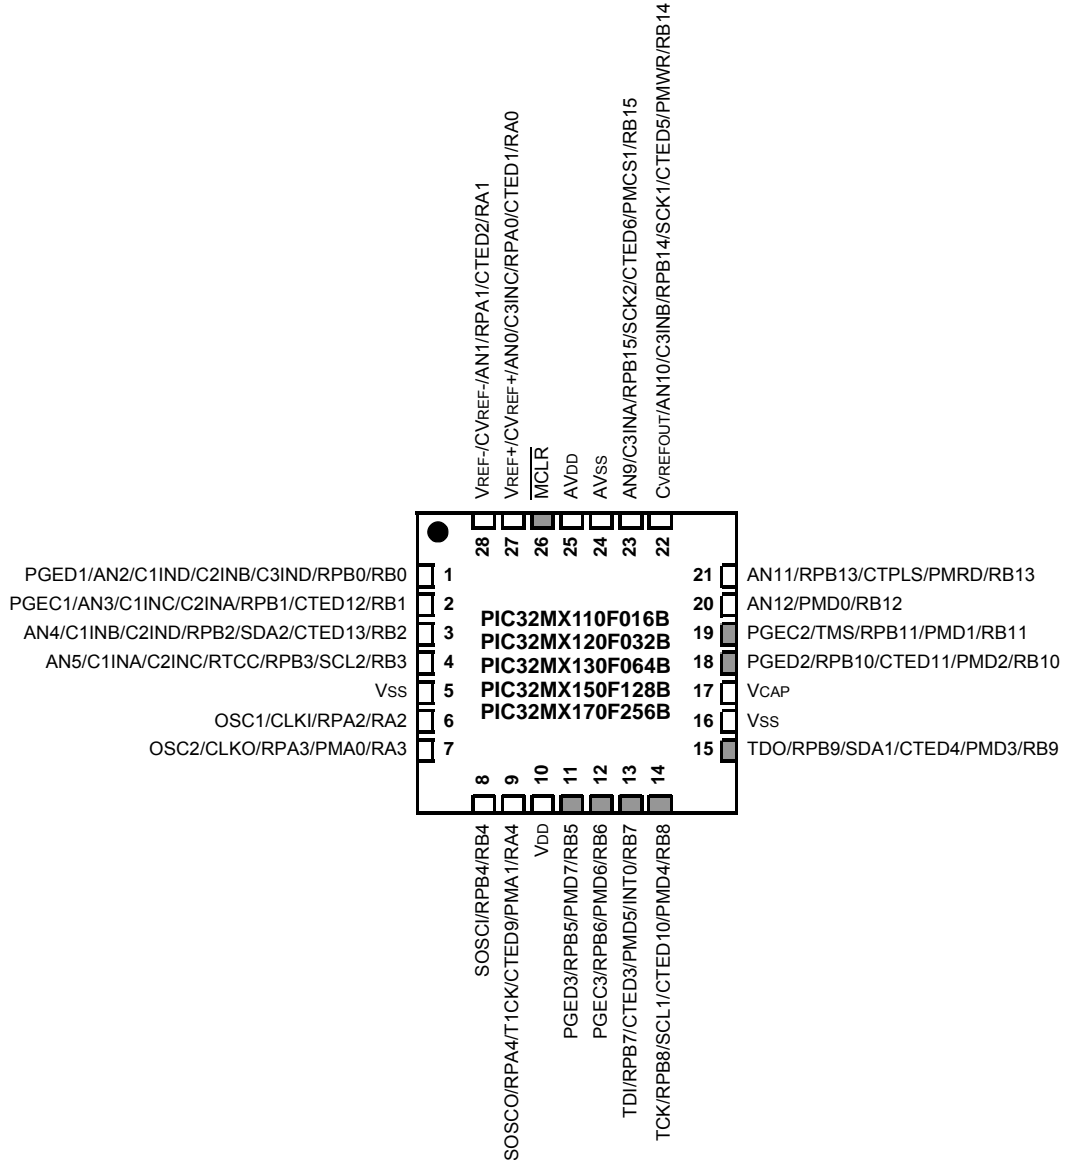 VREF-/CVREF-/AN1/RPA1/CTED2/RA1
VREF+/CVREF+/AN0/C3INC/RPA0/CTED1/RA0
MCLR
AVDD
AVSS
AN9/C3INA/RPB15/SCK2/CTED6/PMCS1/RB15
CVREFOUT/AN10/C3INB/RPB14/SCK1/CTED5/PMWR/RB14
28
27
26
25
24
23
22
PGED1/AN2/C1IND/C2INB/C3IND/RPB0/RB0 1
PGEC1/AN3/C1INC/C2INA/RPB1/CTED12/RB1 2
AN4/C1INB/C2IND/RPB2/SDA2/CTED13/RB2 3
AN5/C1INA/C2INC/RTCC/RPB3/SCL2/RB3 4
VSS 5
OSC1/CLKI/RPA2/RA2 6
OSC2/CLKO/RPA3/PMA0/RA3 7
PIC32MX110F016B
PIC32MX120F032B
PIC32MX130F064B
PIC32MX150F128B
PIC32MX170F256B
21 AN11/RPB13/CTPLS/PMRD/RB13
20 AN12/PMD0/RB12
19 PGEC2/TMS/RPB11/PMD1/RB11
18 PGED2/RPB10/CTED11/PMD2/RB10
17 VCAP
16 VSS
15 TDO/RPB9/SDA1/CTED4/PMD3/RB9
8
9
10
11
12
13
14
SOSCI/RPB4/RB4
SOSCO/RPA4/T1CK/CTED9/PMA1/RA4
VDD
PGED3/RPB5/PMD7/RB5
PGEC3/RPB6/PMD6/RB6
TDI/RPB7/CTED3/PMD5/INT0/RB7
TCK/RPB8/SCL1/CTED10/PMD4/RB8